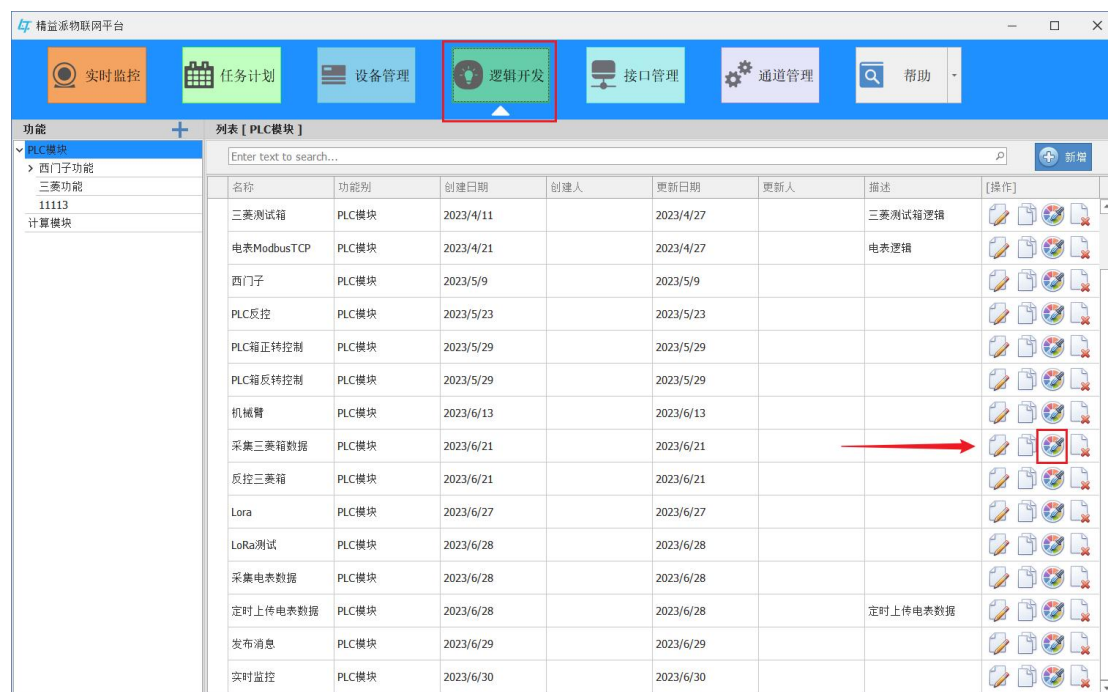 精益派物联网平台
实时监控 任务计划 设备管理 逻辑开发 接口管理 通道管理 帮助
功能 列表 [ PLC模块 ]
PLC模块
西门子功能
三菱功能
11113
计算模块
Enter text to search... 新增
名称 功能别 创建日期 创建人 更新日期 更新人 描述 [操作]
三菱测试箱 PLC模块 2023/4/11 2023/4/27 三菱测试箱逻辑
电表ModbusTCP PLC模块 2023/4/21 2023/4/27 电表逻辑
西门子 PLC模块 2023/5/9 2023/5/9
PLC反控 PLC模块 2023/5/23 2023/5/23
PLC箱正转控制 PLC模块 2023/5/29 2023/5/29
PLC箱反转控制 PLC模块 2023/5/29 2023/5/29
机械臂 PLC模块 2023/6/13 2023/6/13
采集三菱箱数据 PLC模块 2023/6/21 2023/6/21
反控三菱箱 PLC模块 2023/6/21 2023/6/21
Lora PLC模块 2023/6/27 2023/6/27
LoRa测试 PLC模块 2023/6/28 2023/6/28
采集电表数据 PLC模块 2023/6/28 2023/6/28
定时上传电表数据 PLC模块 2023/6/28 2023/6/28 定时上传电表数据
发布消息 PLC模块 2023/6/29 2023/6/29
实时监控 PLC模块 2023/6/30 2023/6/30